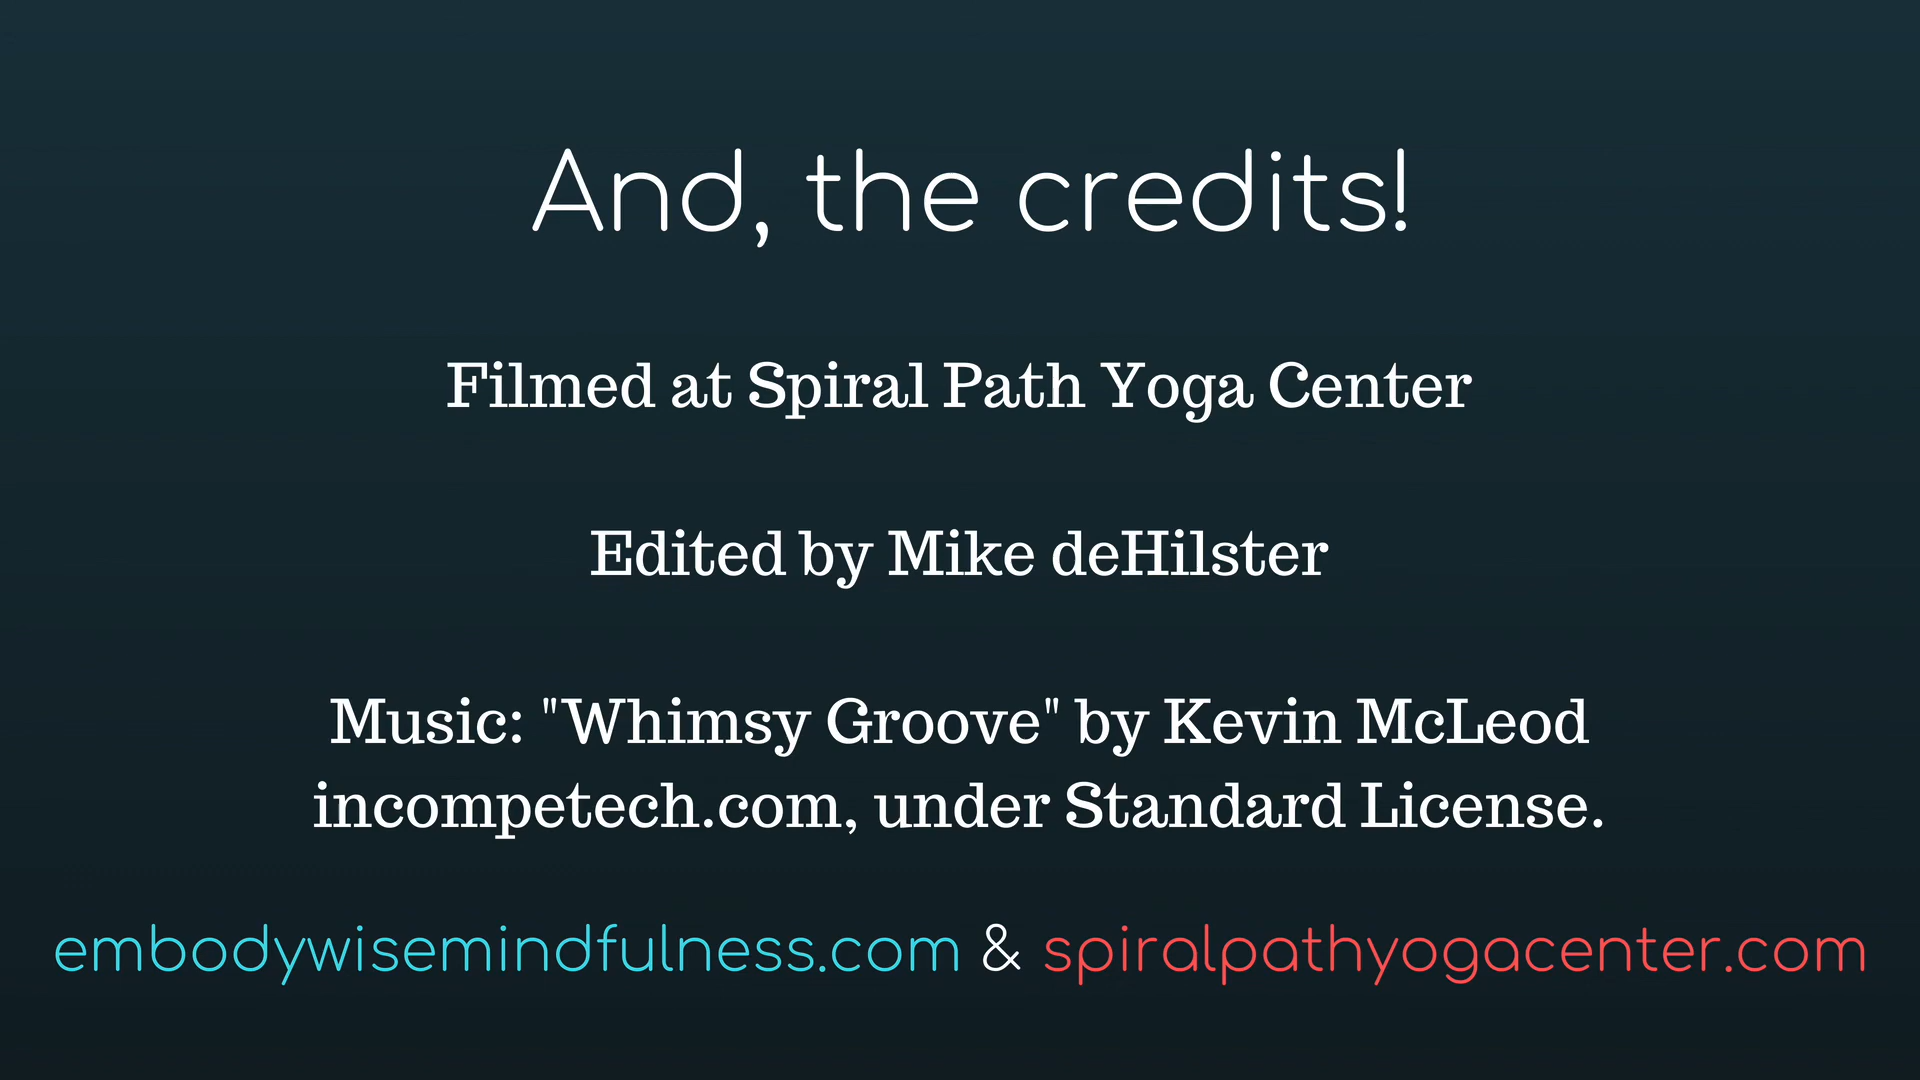 And, the credits!
Filmed at Spiral Path Yoga Center
Edited by Mike deHilster
Music: "Whimsy Groove" by Kevin McLeod
incompetech.com, under Standard License.
embodywisemindfulness.com & spiralpathyogacenter.com